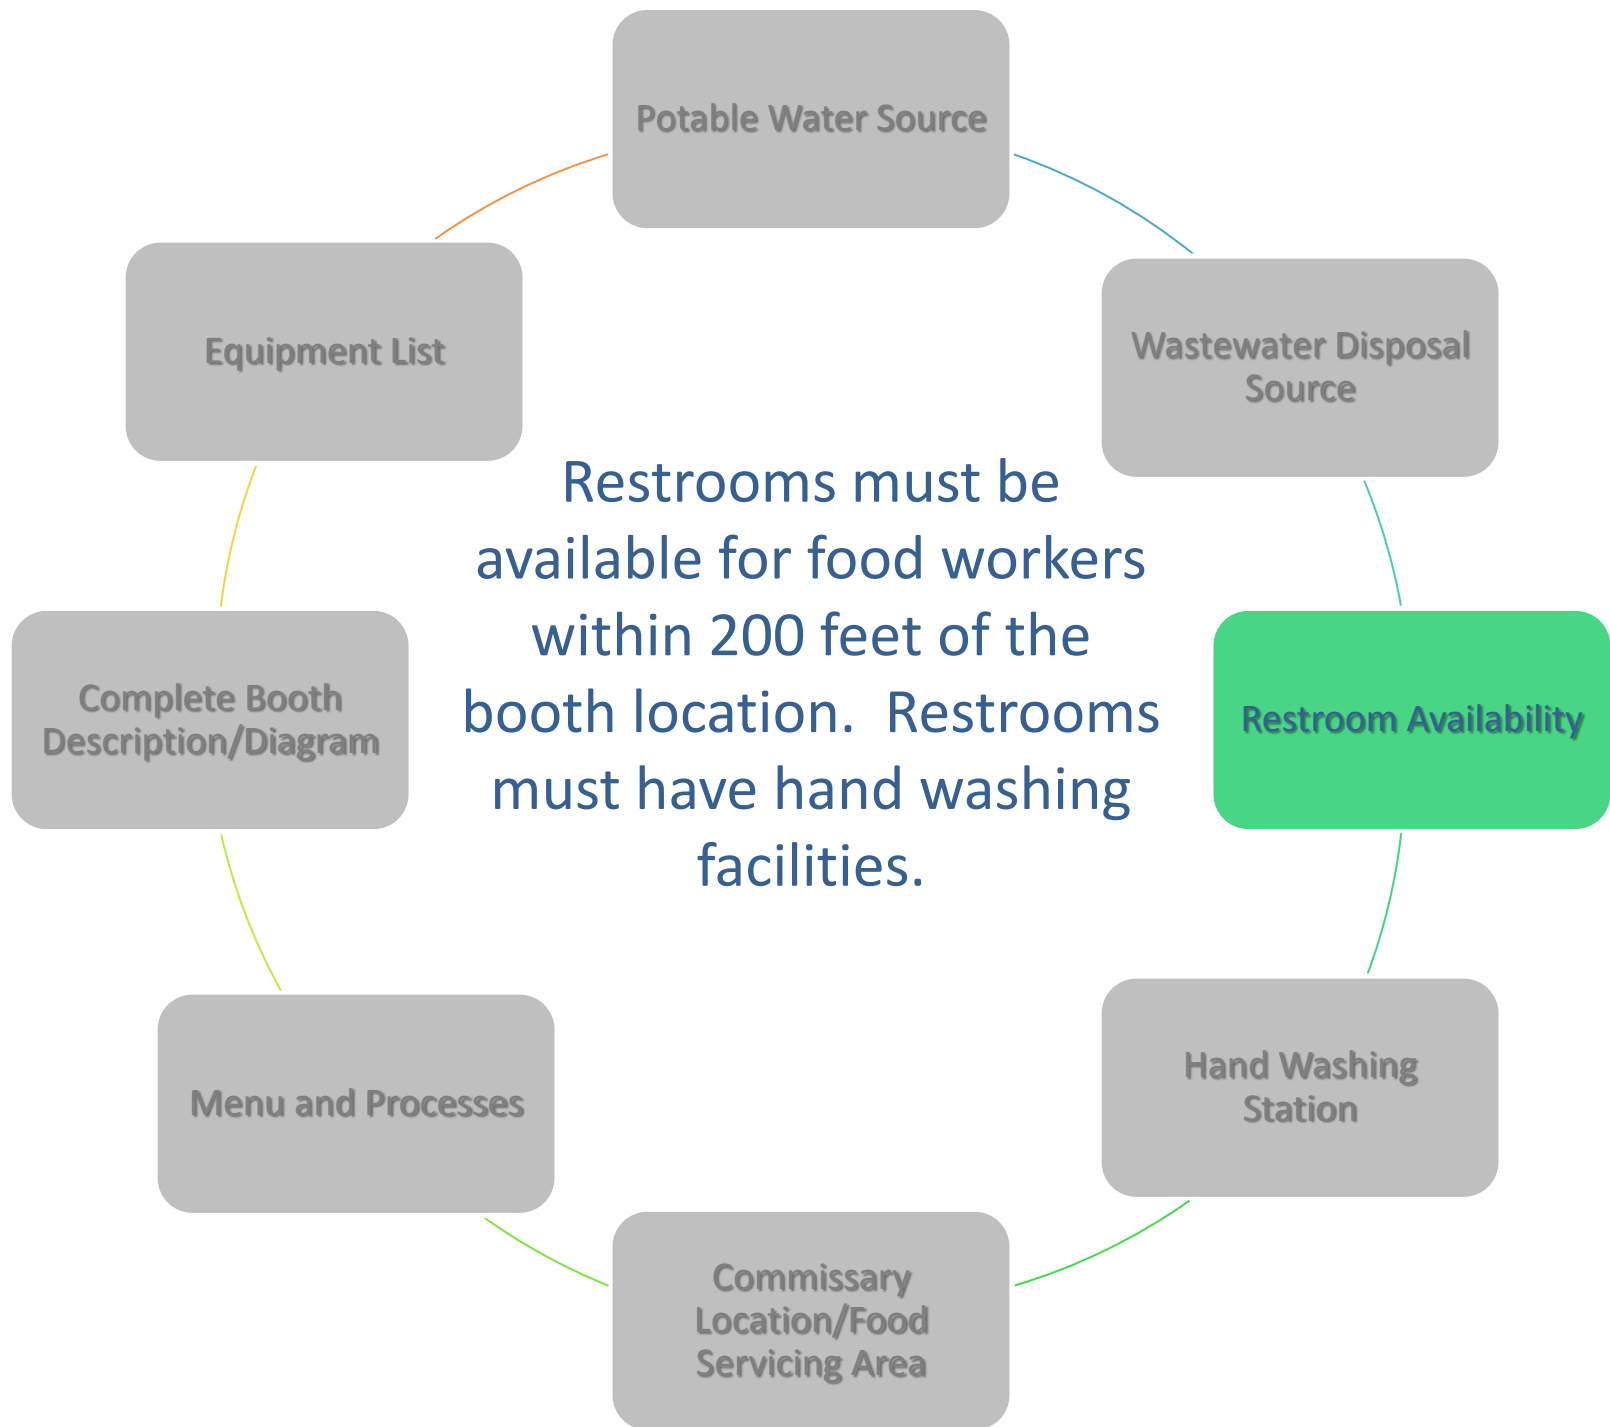 Potable Water Source
Wastewater Disposal
Source
Restroom Availability
Hand Washing
Station
Commissary
Location/Food
Servicing Area
Menu and Processes
Complete Booth
Description/Diagram
Equipment List
Restrooms must be
available for food workers
within 200 feet of the
booth location.  Restrooms
must have hand washing
facilities.